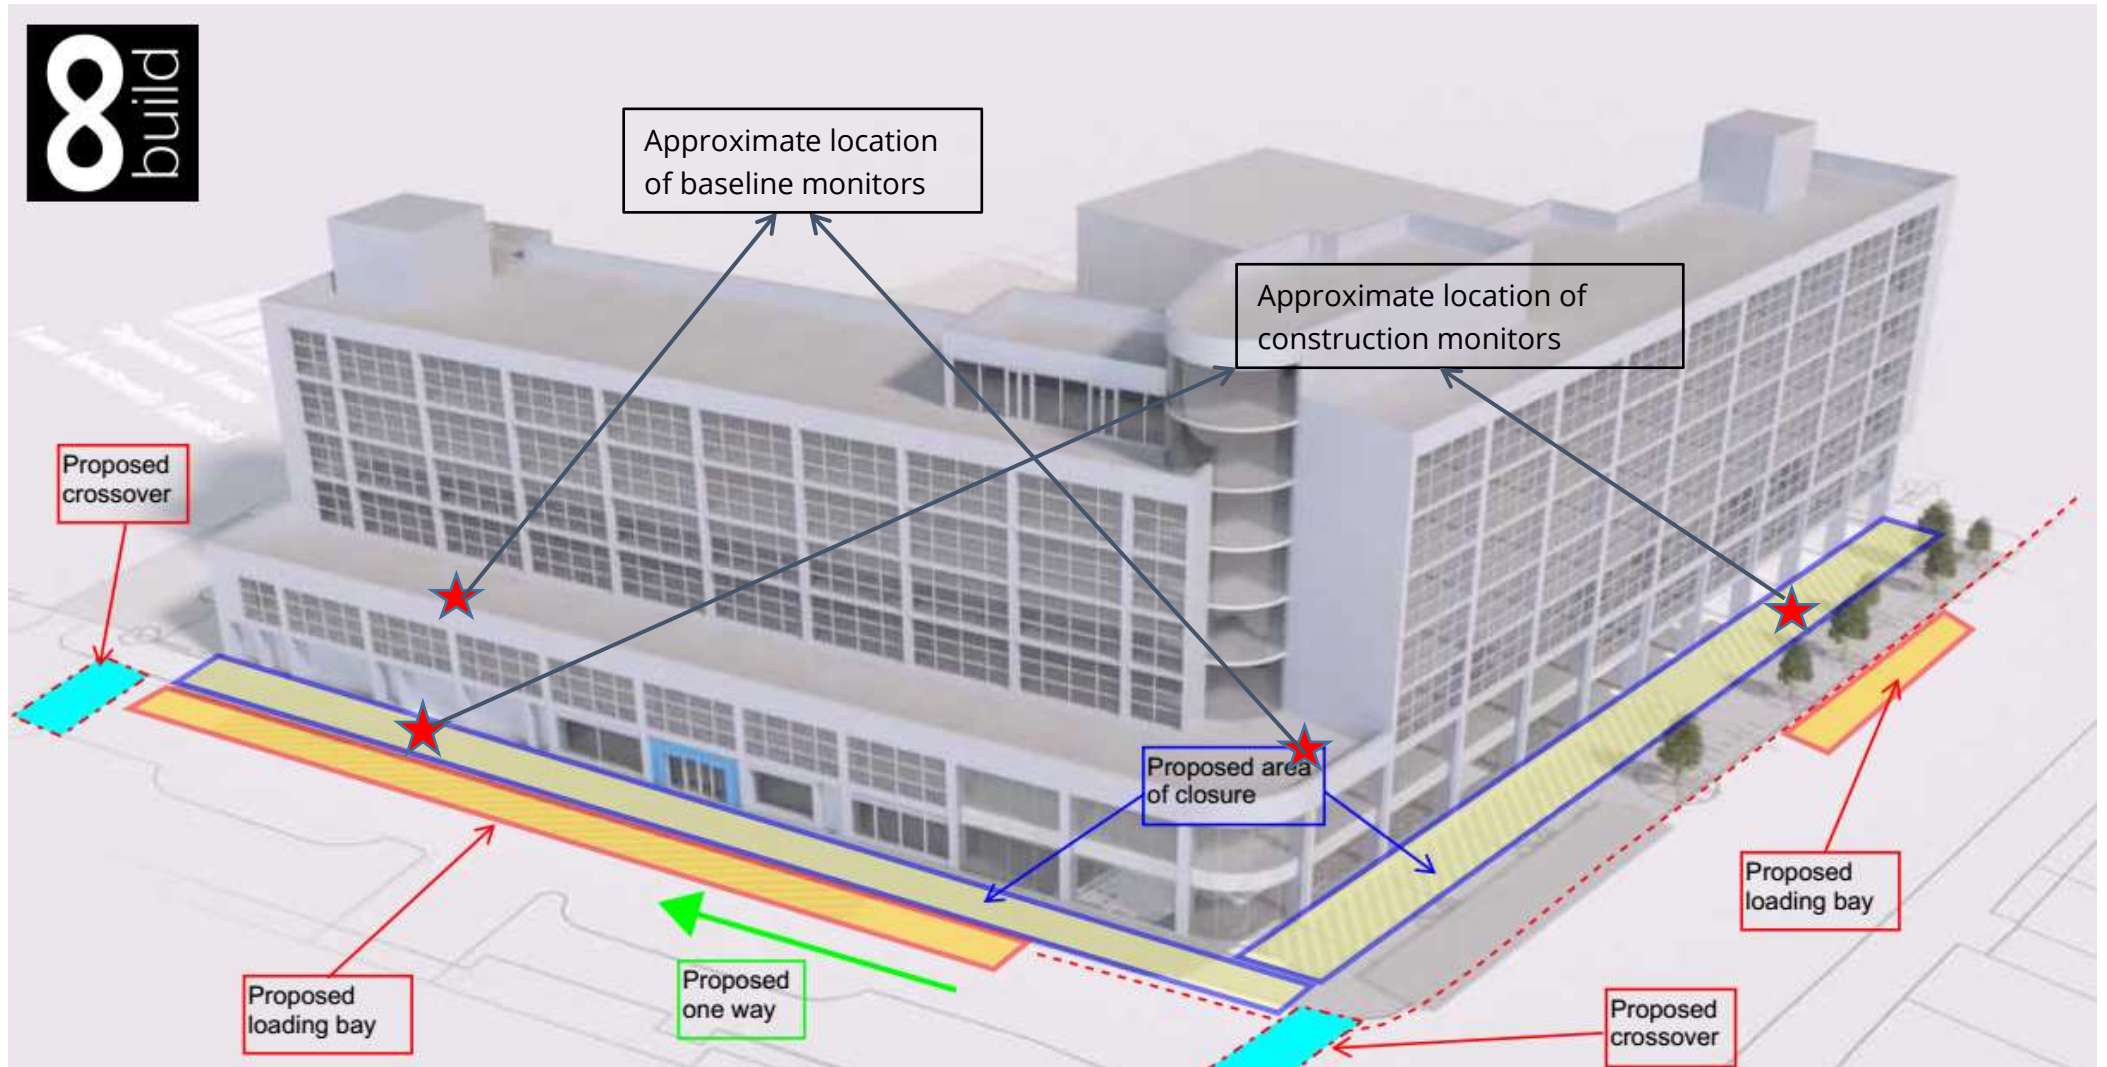 8
build
Approximate location
of baseline monitors
Approximate location of
construction monitors
Proposed
crossover
Proposed area
of closure
Proposed
loading bay
Proposed
loading bay
Proposed
one way
Proposed
crossover